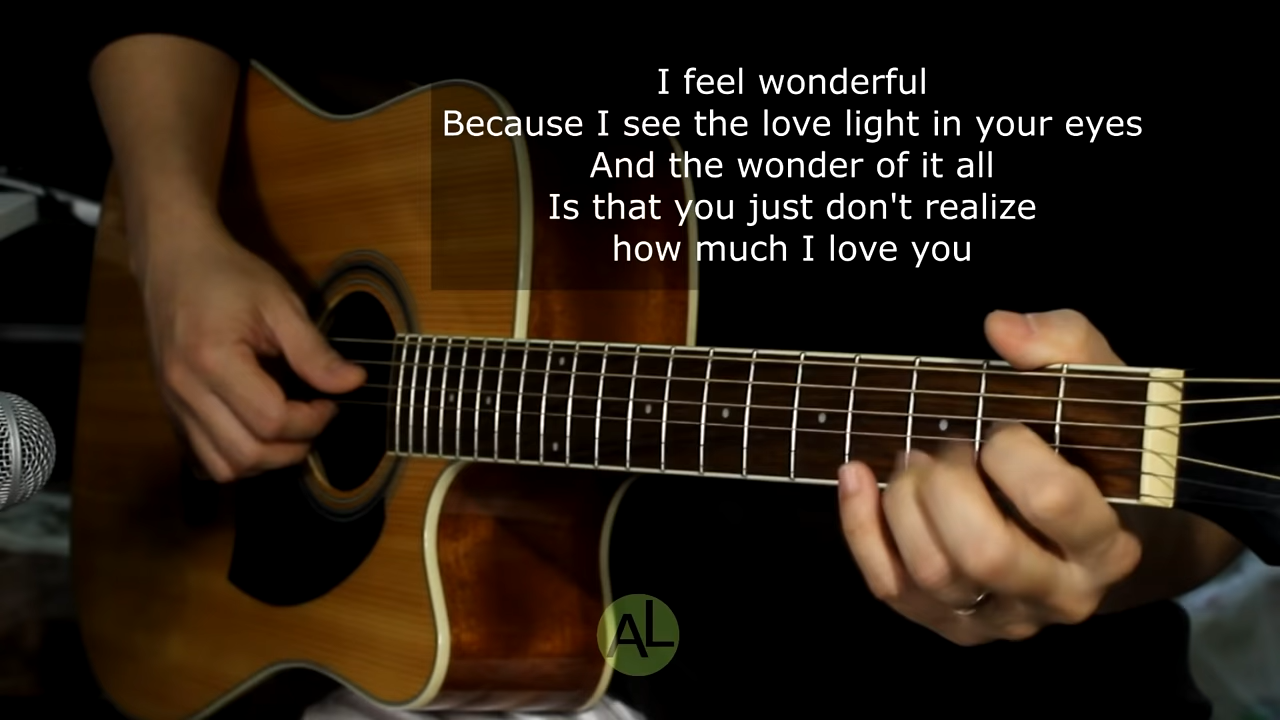 I feel wonderful
Because I see the love light in your eyes
And the wonder of it all
Is that you just don't realize
how much I love you
AL